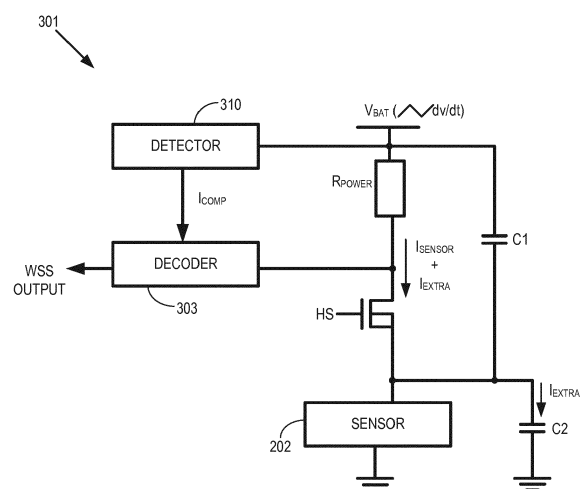 301
310
VBAT ( dv/dt)
DETECTOR
RPOWER
ICOMP
C1
ISENSOR
+
IEXTRA
DECODER
WSS
OUTPUT
303
HS
IEXTRA
SENSOR
C2
202